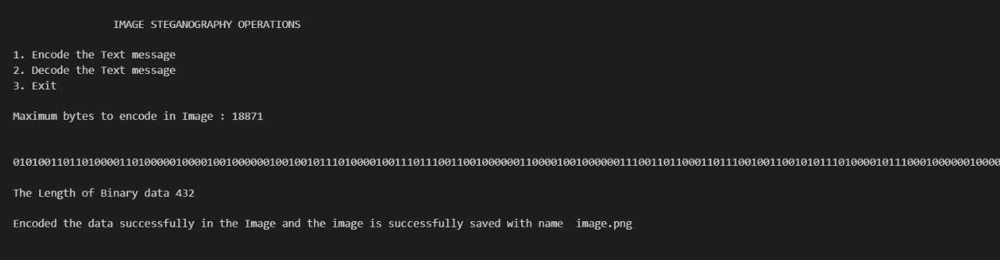 IMAGE STEGANOGRAPHY OPERATIONS
1. Encode the Text message
2. Decode the Text message
3. Exit
Maximum bytes to encode in Image : 18871
01010011011010000110100000100001001000000100100101110100001001110111001100100000011000010010000001110011011000110111001001100101011101000010111000100000010000
The Length of Binary data 432
Encoded the data successfully in the Image and the image is successfully saved with name  image.png